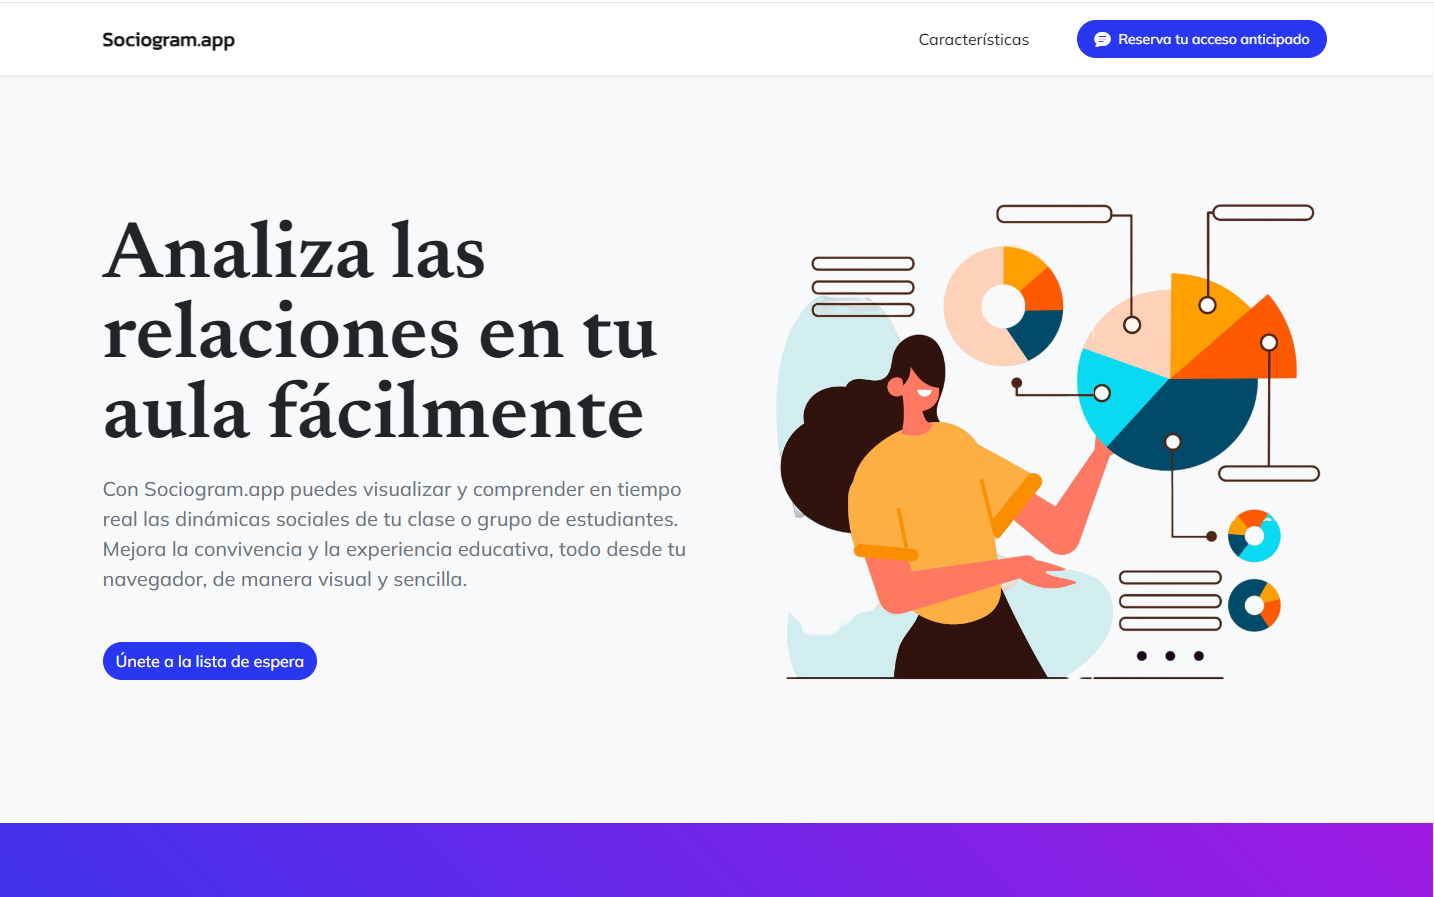 Sociogram.app
Características
Reserva tu acceso anticipado
Analiza las
relaciones en tu
aula fácilmente
Con Sociogram.app puedes visualizar y comprender en tiempo
real las dinámicas sociales de tu clase o grupo de estudiantes.
Mejora la convivencia y la experiencia educativa, todo desde tu
navegador, de manera visual y sencilla.
Únete a la lista de espera